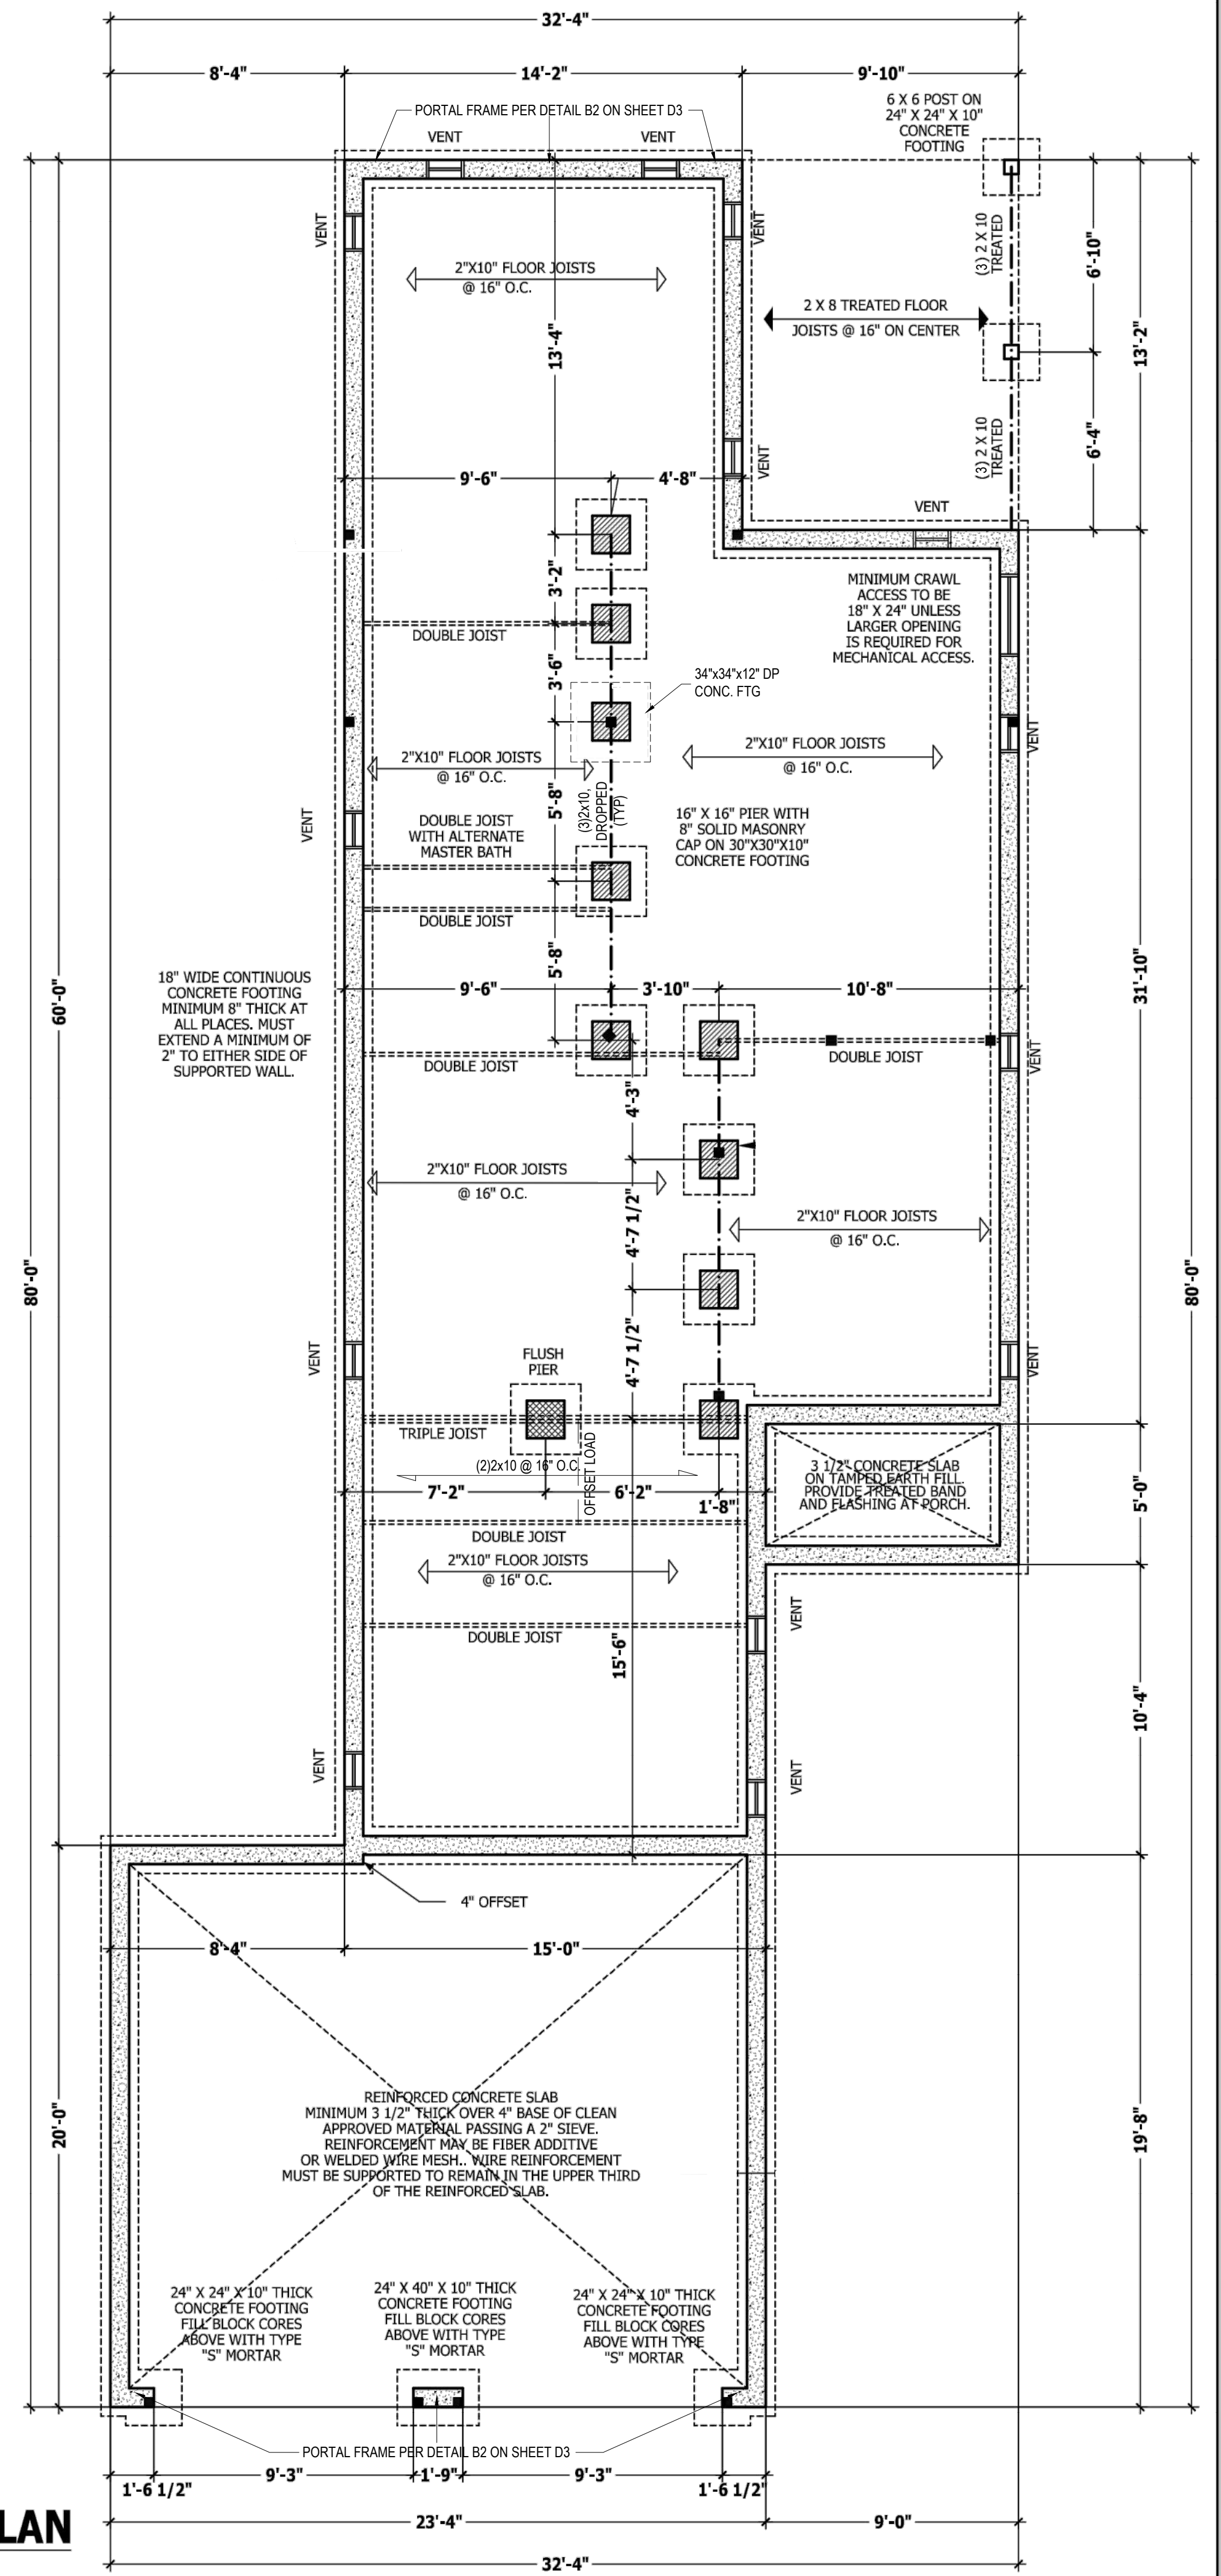 32'-4"
8'-4"
14'-2"
9'-10"
PORTAL FRAME PER DETAIL B2 ON SHEET D3
VENT
VENT
6 X 6 POST ON
24" X 24" X 10"
CONCRETE
FOOTING
VENT
VENT
(3) 2 X 10
TREATED
6'-10"
2"X10" FLOOR JOISTS
@ 16" O.C.
2 X 8 TREATED FLOOR
JOISTS @ 16" ON CENTER
13'-4"
13'-2"
(3) 2 X 10
TREATED
6'-4"
VENT
9'-6"
4'-8"
VENT
3'-2"
MINIMUM CRAWL
ACCESS TO BE
18" X 24" UNLESS
LARGER OPENING
IS REQUIRED FOR
MECHANICAL ACCESS.
DOUBLE JOIST
3'-6"
34"x34"x12" DP
CONC. FTG
VENT
2"X10" FLOOR JOISTS
@ 16" O.C.
2"X10" FLOOR JOISTS
@ 16" O.C.
5'-8"
(3)2x10,
DROPPED
(TYP)
VENT
DOUBLE JOIST
WITH ALTERNATE
MASTER BATH
16" X 16" PIER WITH
8" SOLID MASONRY
CAP ON 30"X30"X10"
CONCRETE FOOTING
DOUBLE JOIST
5'-8"
18" WIDE CONTINUOUS
CONCRETE FOOTING
MINIMUM 8" THICK AT
ALL PLACES. MUST
EXTEND A MINIMUM OF
2" TO EITHER SIDE OF
SUPPORTED WALL.
60'-0"
31'-10"
9'-6"
3'-10"
10'-8"
DOUBLE JOIST
DOUBLE JOIST
VENT
4'-3"
2"X10" FLOOR JOISTS
@ 16" O.C.
4'-7 1/2"
2"X10" FLOOR JOISTS
@ 16" O.C.
80'-0"
80'-0"
VENT
FLUSH
PIER
4'-7 1/2"
VENT
TRIPLE JOIST
(2)2x10 @ 16" O.C.
OFFSET LOAD
7'-2"
6'-2"
1'-8"
3 1/2" CONCRETE SLAB
ON TAMPED EARTH FILL.
PROVIDE TREATED BAND
AND FLASHING AT PORCH.
5'-0"
DOUBLE JOIST
2"X10" FLOOR JOISTS
@ 16" O.C.
VENT
DOUBLE JOIST
15'-6"
10'-4"
VENT
VENT
4" OFFSET
8'-4"
15'-0"
REINFORCED CONCRETE SLAB
MINIMUM 3 1/2" THICK OVER 4" BASE OF CLEAN
APPROVED MATERIAL PASSING A 2" SIEVE.
REINFORCEMENT MAY BE FIBER ADDITIVE
OR WELDED WIRE MESH.. WIRE REINFORCEMENT
MUST BE SUPPORTED TO REMAIN IN THE UPPER THIRD
OF THE REINFORCED SLAB.
20'-0"
19'-8"
24" X 24" X 10" THICK
CONCRETE FOOTING
FILL BLOCK CORES
ABOVE WITH TYPE
"S" MORTAR
24" X 40" X 10" THICK
CONCRETE FOOTING
FILL BLOCK CORES
ABOVE WITH TYPE
"S" MORTAR
24" X 24" X 10" THICK
CONCRETE FOOTING
FILL BLOCK CORES
ABOVE WITH TYPE
"S" MORTAR
PORTAL FRAME PER DETAIL B2 ON SHEET D3
1'-6 1/2"
9'-3"
1'-9"
9'-3"
1'-6 1/2"
23'-4"
9'-0"
LAN
32'-4"